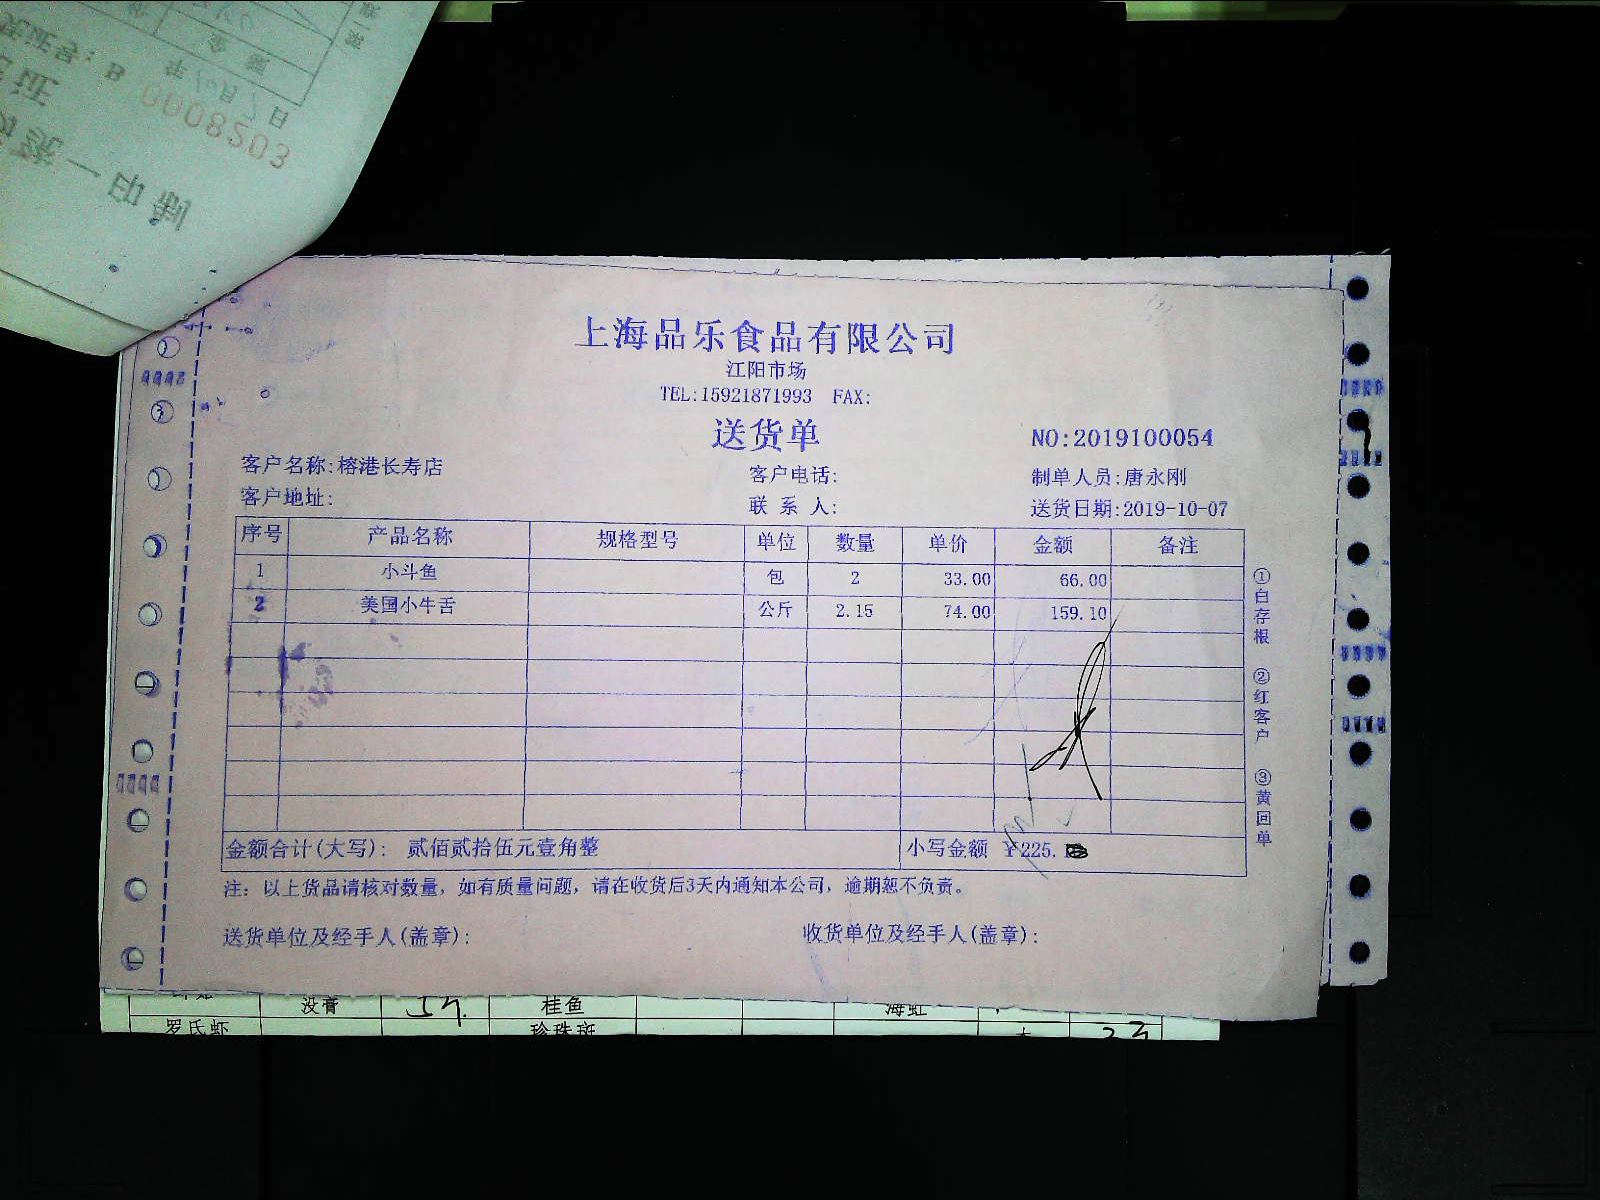 0008503
上海品乐食品有限公司
江阳市场
TEL:15921871993 FAX:
送货单
NO:2019100054
客户名称:榕港长寿店 客户电话: 制单人员:唐永刚
客户地址: 联系人: 送货日期:2019-10-07
序号 产品名称 规格型号 单位 数量 单价 金额 备注
1 小斗鱼 包 2 33.00 66.00
2 美国小牛舌 公斤 2.15 74.00 159.10
金额合计(大写): 贰佰贰拾伍元壹角整 小写金额 ¥225.
注: 以上货品请核对数量, 如有质量问题, 请在收货后3天内通知本公司, 逾期恕不负责。
送货单位及经手人(盖章): 收货单位及经手人(盖章):
①白存根 ②红客户 ③黄回单
没膏 桂鱼 海虹
罗氏虾 珍珠斑